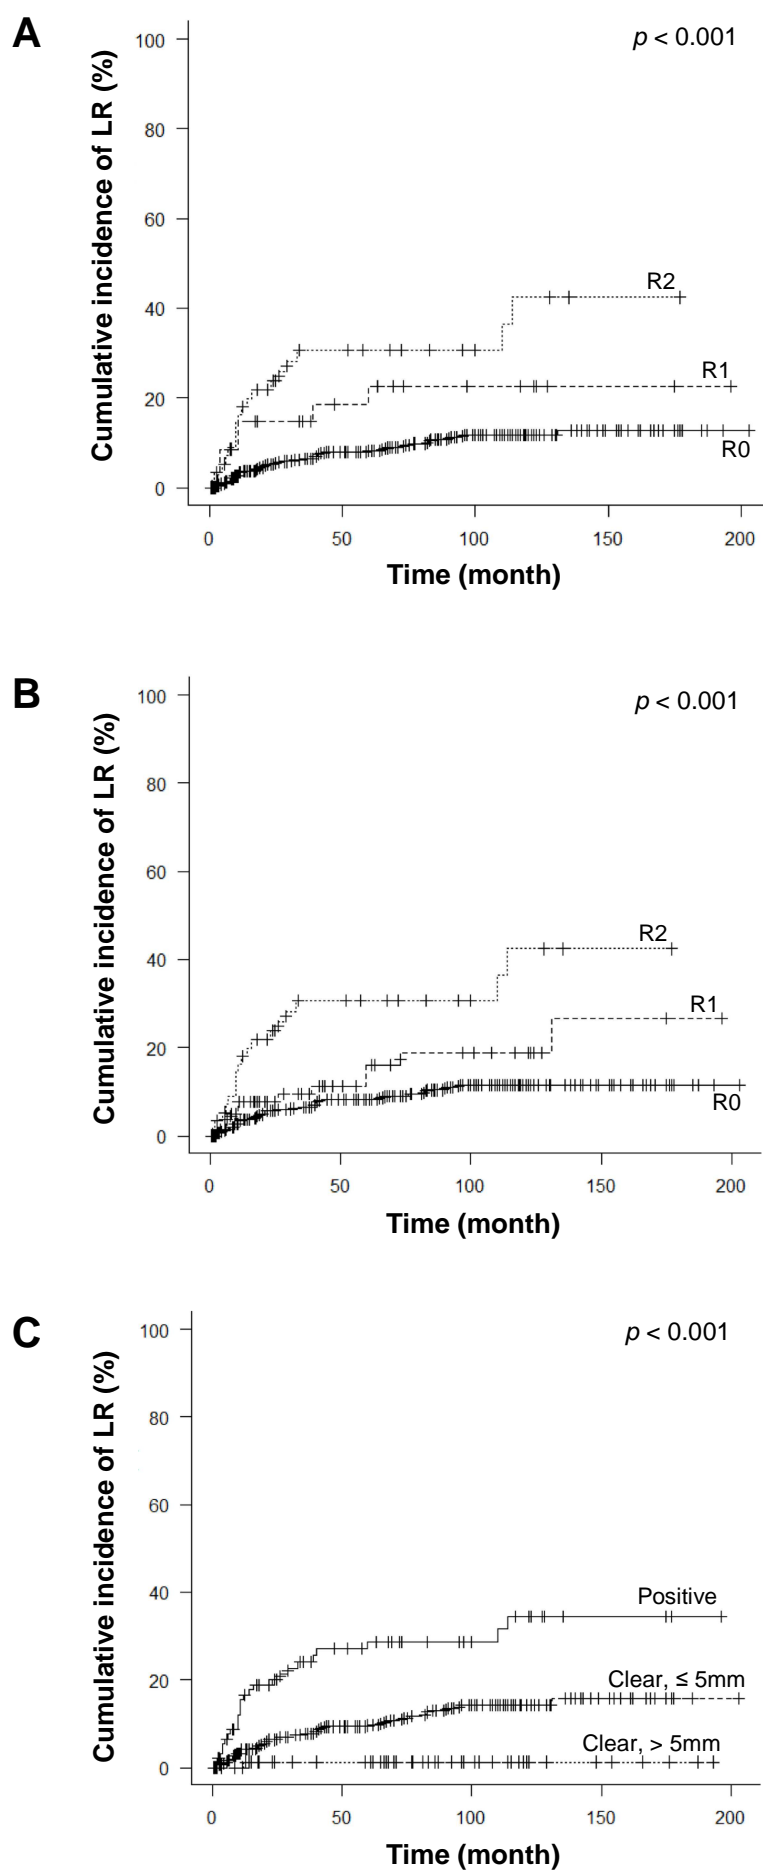 A
p < 0.001
Cumulative incidence of LR (%)
100
80
60
40
20
0
R2
R1
R0
0 50 100 150 200
Time (month)
B
p < 0.001
Cumulative incidence of LR (%)
100
80
60
40
20
0
R2
R1
R0
0 50 100 150 200
Time (month)
C
p < 0.001
Cumulative incidence of LR (%)
100
80
60
40
20
0
Positive
Clear, ≤ 5mm
Clear, > 5mm
0 50 100 150 200
Time (month)